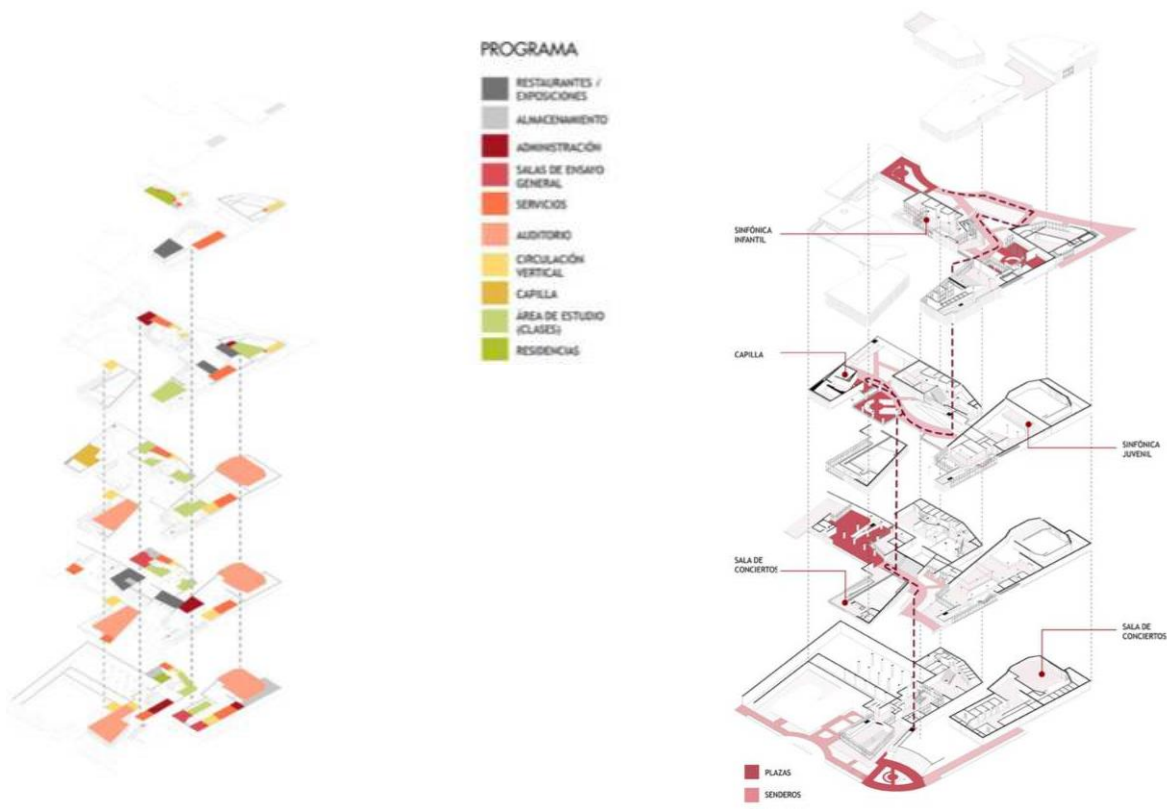 PROGRAMA
RESTAURANTES /
EXPOSICIONES
ALMACENAMIENTO
ADMINISTRACIÓN
SALAS DE ENSAYO
GENERAL
SERVICIOS
AUDITORIO
CIRCULACIÓN
VERTICAL
CAPILLA
ÁREA DE ESTUDIO
(CLASES)
RESIDENCIAS
SINFÓNICA
INFANTIL
CAPILLA
SINFÓNICA
JUVENIL
SALA DE
CONCIERTOS
SALA DE
CONCIERTOS
PLAZAS
SENDEROS